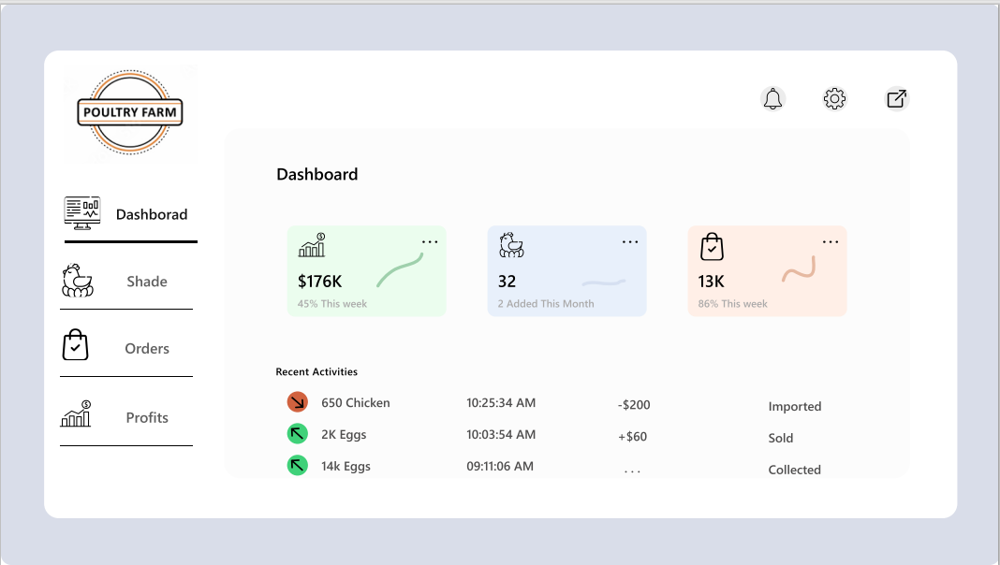 POULTRY FARM
Dashborad
Shade
Orders
Profits
Dashboard
...
$176K
45% This week
...
32
2 Added This Month
...
13K
86% This week
Recent Activities
650 Chicken 10:25:34 AM -$200 Imported
2K Eggs 10:03:54 AM +$60 Sold
14k Eggs 09:11:06 AM ... Collected